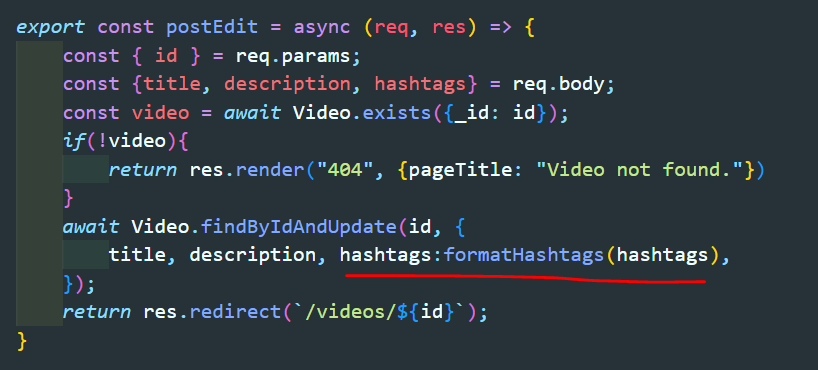 export const postEdit = async (req, res) => {
const { id } = req.params;
const {title, description, hashtags} = req.body;
const video = await Video.exists({_id: id});
if(!video){
return res.render("404", {pageTitle: "Video not found."})
}
await Video.findByIdAndUpdate(id, {
title, description, hashtags:formatHashtags(hashtags),
});
return res.redirect(`/videos/${id}`);
}